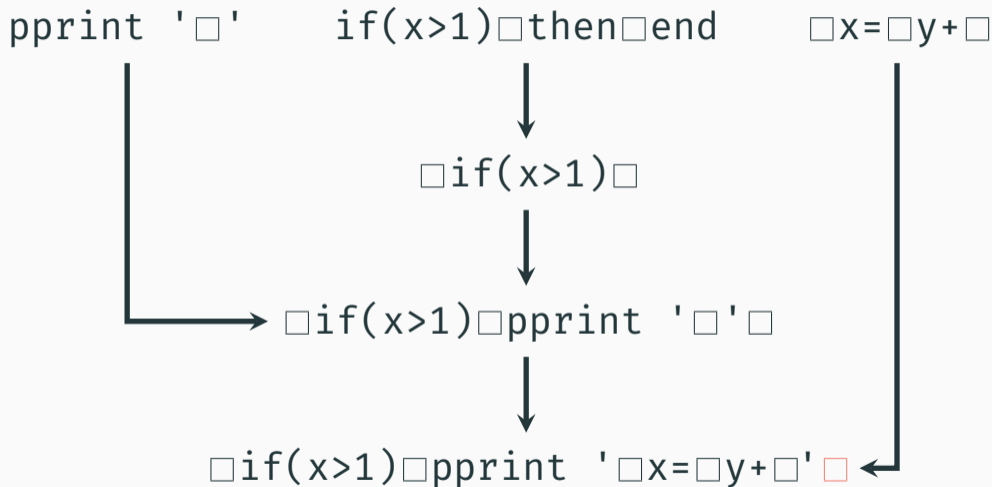 pprint '□' if(x>1)□then□end □x=□y+□
□if(x>1)□
□if(x>1)□pprint '□'□
□if(x>1)□pprint '□x=□y+□'□